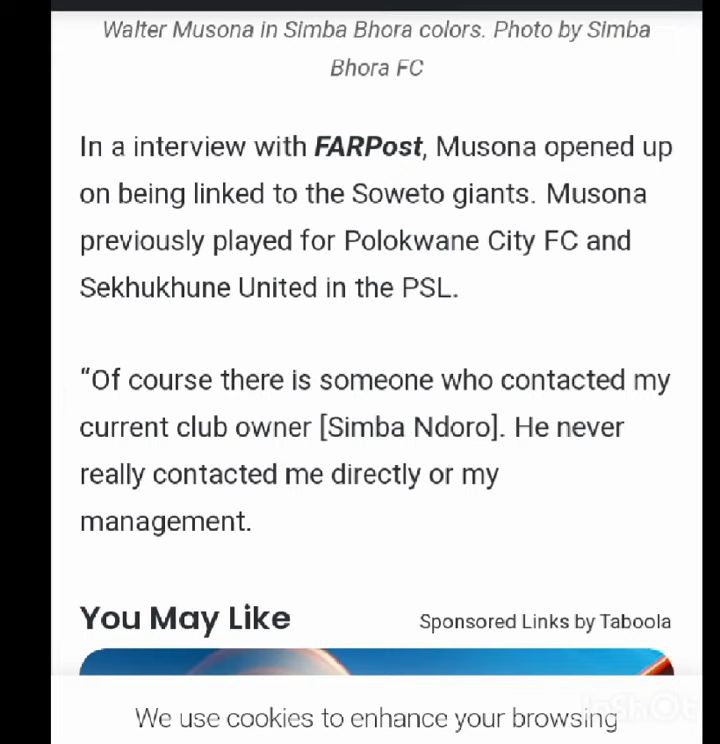 Walter Musona in Simba Bhora colors. Photo by Simba
Bhora FC
In a interview with FARPost, Musona opened up
on being linked to the Soweto giants. Musona
previously played for Polokwane City FC and
Sekhukhune United in the PSL.
“Of course there is someone who contacted my
current club owner [Simba Ndoro]. He never
really contacted me directly or my
management.
You May Like
Sponsored Links by Taboola
We use cookies to enhance your browsing
InShOt